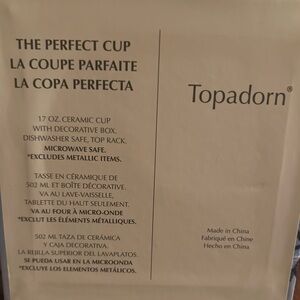 THE PERFECT CUP
LA COUPE PARFAITE
LA COPA PERFECTA
17 OZ. CERAMIC CUP
WITH DECORATIVE BOX.
DISHWASHER SAFE, TOP RACK.
MICROWAVE SAFE.
*EXCLUDES METALLIC ITEMS.
TASSE EN CÉRAMIQUE DE
502 ML ET BOÎTE DÉCORATIVE.
VA AU LAVE-VAISSELLE,
TABLETTE DU HAUT SEULEMENT.
VA AU FOUR À MICRO-ONDE
*EXCLUT LES ÉLÉMENTS MÉTALLIQUES.
502 ML TAZA DE CERÁMICA
Y CAJA DECORATIVA.
LA REJILLA SUPERIOR DEL LAVAPLATOS.
SI PUEDA USAR EN LA MICROONDA
*EXCLUYE LOS ELEMENTOS METÁLICOS.
Topadorn®
Made in China
Fabriqué en Chine
Hecho en China